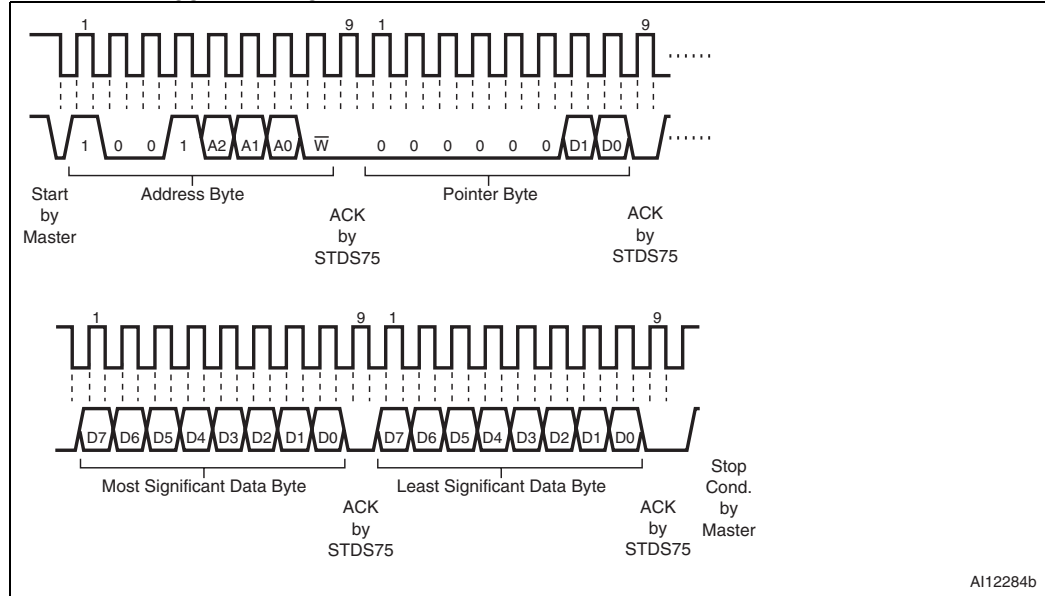 1 9 1 9
1 0 0 1 A2 A1 A0 W̅ 0 0 0 0 0 0 D1 D0
Start
by
Master
Address Byte
ACK
by
STDS75
Pointer Byte
ACK
by
STDS75
1 9 1 9
D7 D6 D5 D4 D3 D2 D1 D0 D7 D6 D5 D4 D3 D2 D1 D0
Most Significant Data Byte
ACK
by
STDS75
Least Significant Data Byte
ACK
by
STDS75
Stop
Cond.
by
Master
AI12284b